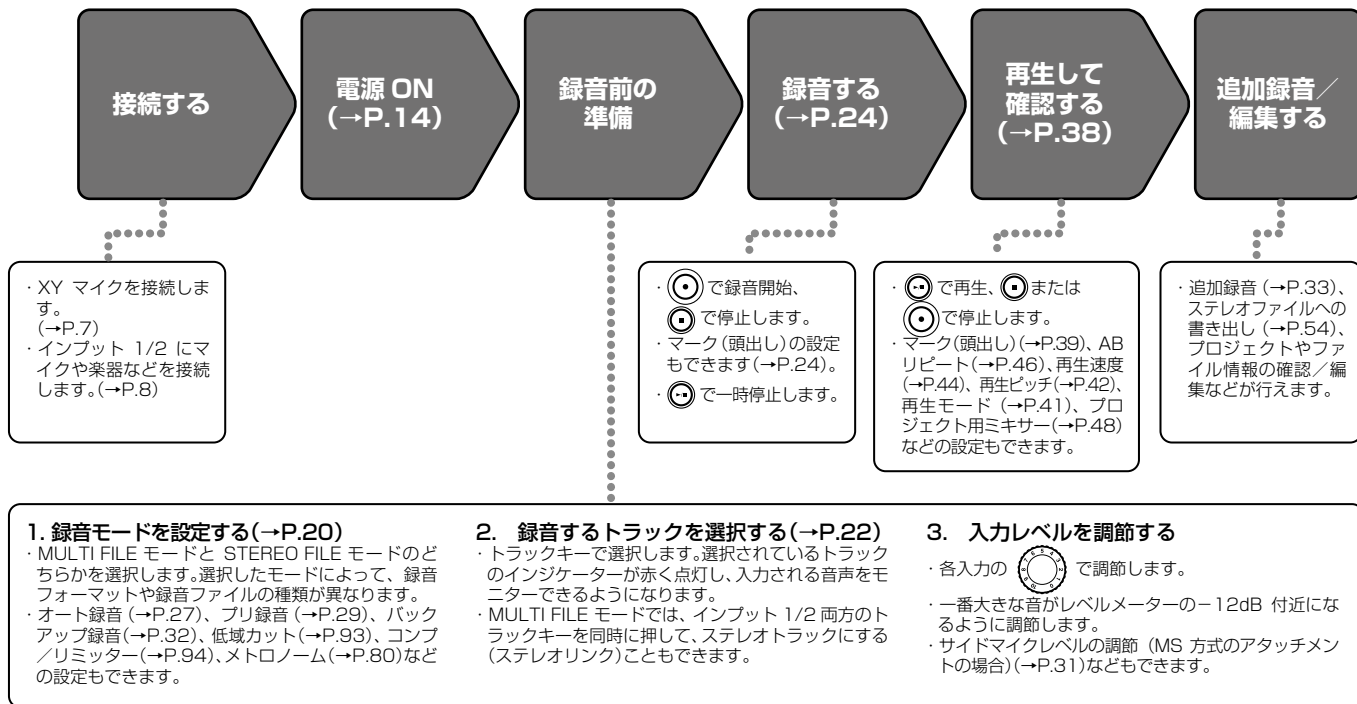 接続する
電源 ON
(→P.14)
録音前の
準備
録音する
(→P.24)
再生して
確認する
(→P.38)
追加録音／
編集する
・XY マイクを接続しま
す。
(→P.7)
・インプット 1/2 にマ
イクや楽器などを接続
します。(→P.8)
・ で録音開始、
で停止します。
・マーク(頭出し)の設定
もできます(→P.24)。
・ で一時停止します。
・ で再生、 または
で停止します。
・マーク(頭出し)(→P.39)、AB
リピート(→P.46)、再生速度
(→P.44)、再生ピッチ(→P.42)、
再生モード (→P.41)、プロ
ジェクト用ミキサー(→P.48)
などの設定もできます。
・追加録音 (→P.33)、
ステレオファイルへの
書き出し (→P.54)、
プロジェクトやファ
イル情報の確認／編
集などが行えます。
1. 録音モードを設定する(→P.20)
・MULTI FILE モードと STEREO FILE モードのど
ちらかを選択します。選択したモードによって、録音
フォーマットや録音ファイルの種類が異なります。
・オート録音 (→P.27)、プリ録音 (→P.29)、バック
アップ録音(→P.32)、低域カット(→P.93)、コンプ
／リミッター(→P.94)、メトロノーム(→P.80)など
の設定もできます。
2. 録音するトラックを選択する(→P.22)
・トラックキーで選択します。選択されているトラック
のインジケーターが赤く点灯し、入力される音声をモ
ニターできるようになります。
・MULTI FILE モードでは、インプット 1/2 両方のト
ラックキーを同時に押して、ステレオトラックにする
(ステレオリンク)こともできます。
3. 入力レベルを調節する
・各入力の で調節します。
・一番大きな音がレベルメーターの−12dB 付近にな
るように調節します。
・サイドマイクレベルの調節 (MS 方式のアタッチメン
トの場合)(→P.31)などもできます。